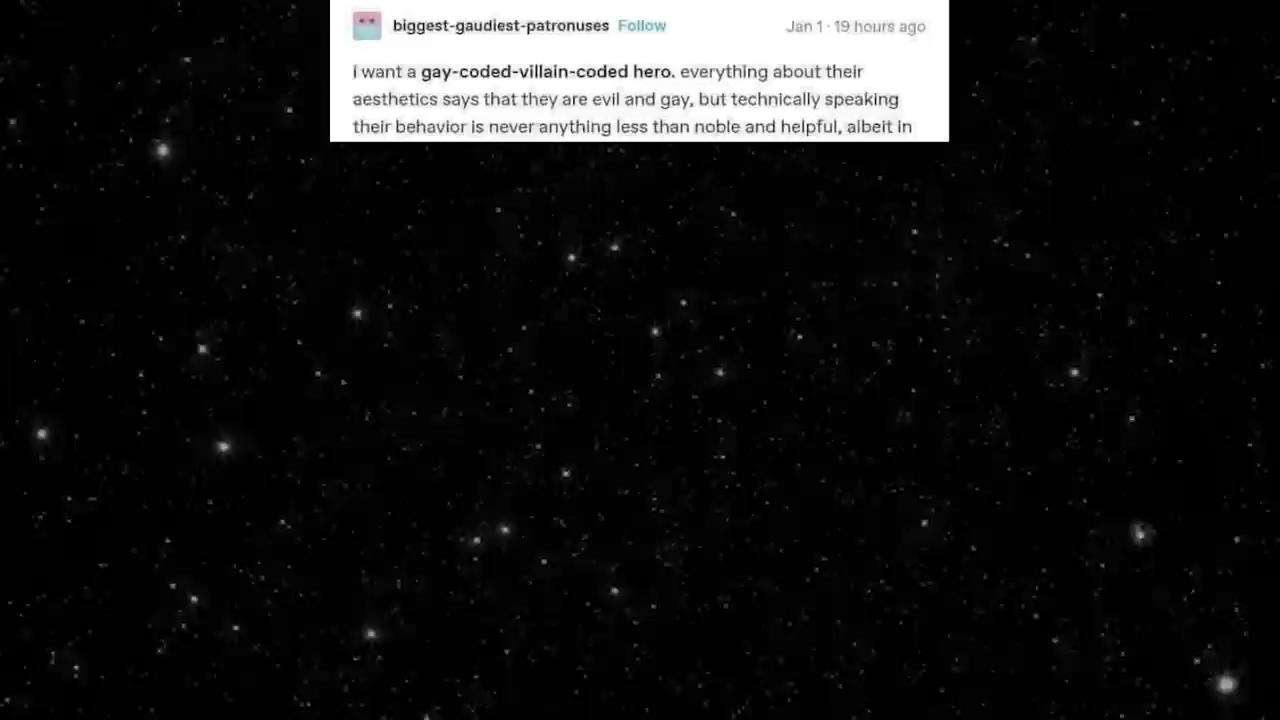 biggest-gaudiest-patronuses Follow Jan 1 · 19 hours ago
i want a gay-coded-villain-coded hero. everything about their
aesthetics says that they are evil and gay, but technically speaking
their behavior is never anything less than noble and helpful, albeit in